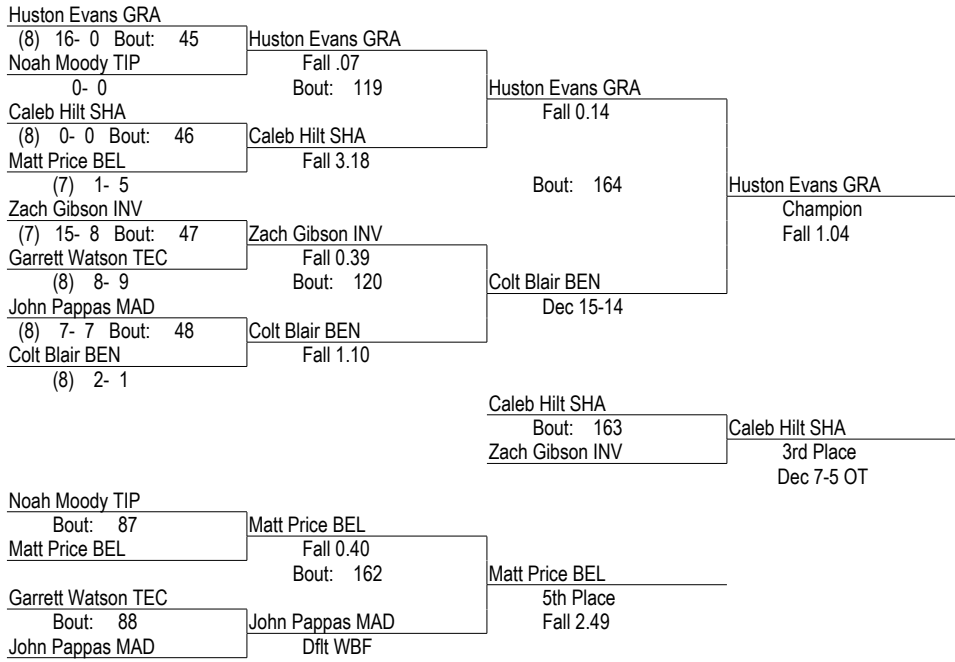 Huston Evans GRA
(8) 16- 0 Bout: 45 Huston Evans GRA
Noah Moody TIP Fall .07
0- 0 Bout: 119 Huston Evans GRA
Caleb Hilt SHA Fall 0.14
(8) 0- 0 Bout: 46 Caleb Hilt SHA
Matt Price BEL Fall 3.18
(7) 1- 5 Bout: 164 Huston Evans GRA
Zach Gibson INV Champion
(7) 15- 8 Bout: 47 Zach Gibson INV Fall 1.04
Garrett Watson TEC Fall 0.39
(8) 8- 9 Bout: 120 Colt Blair BEN
John Pappas MAD Dec 15-14
(8) 7- 7 Bout: 48 Colt Blair BEN
Colt Blair BEN Fall 1.10
(8) 2- 1
Caleb Hilt SHA
Bout: 163 Caleb Hilt SHA
Zach Gibson INV 3rd Place
Dec 7-5 OT
Noah Moody TIP
Bout: 87 Matt Price BEL
Matt Price BEL Fall 0.40
Bout: 162 Matt Price BEL
Garrett Watson TEC 5th Place
Bout: 88 John Pappas MAD Fall 2.49
John Pappas MAD Dflt WBF